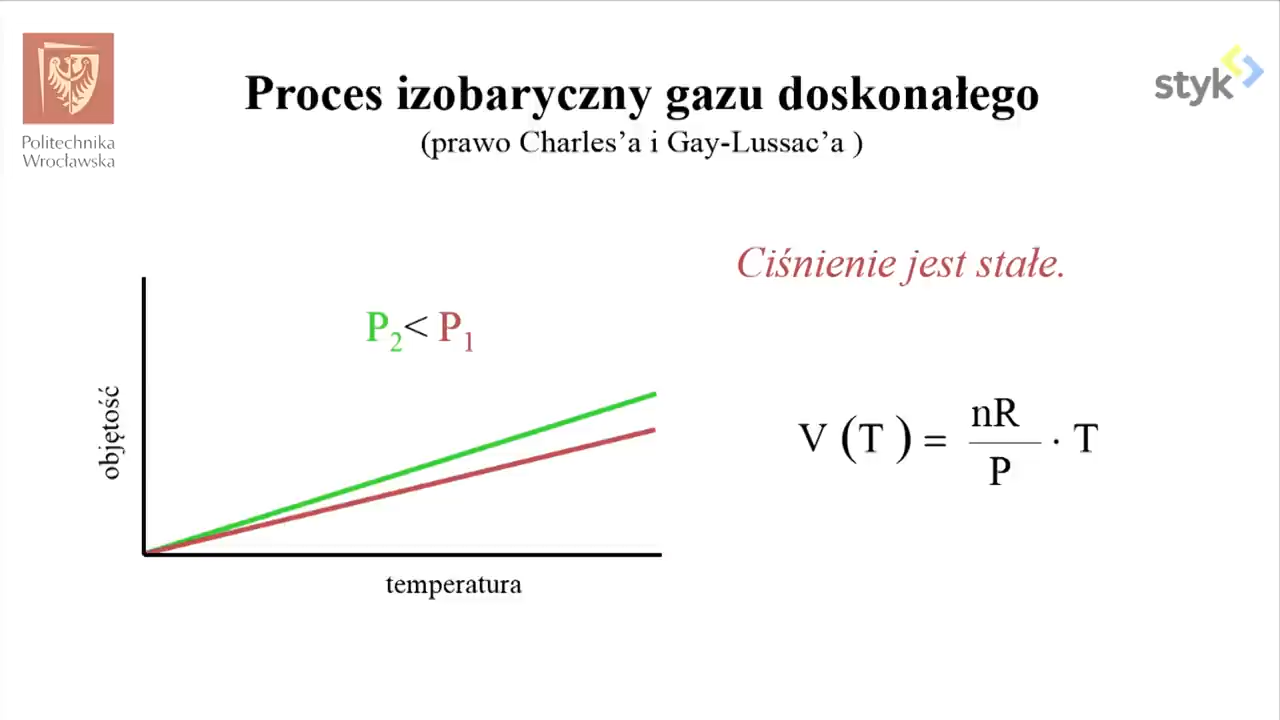 Politechnika
Wrocławska
styk
Proces izobaryczny gazu doskonałego
(prawo Charles’a i Gay-Lussac’a )
Ciśnienie jest stałe.
P₂< P₁
objętość
temperatura
V (T ) = nR/P · T